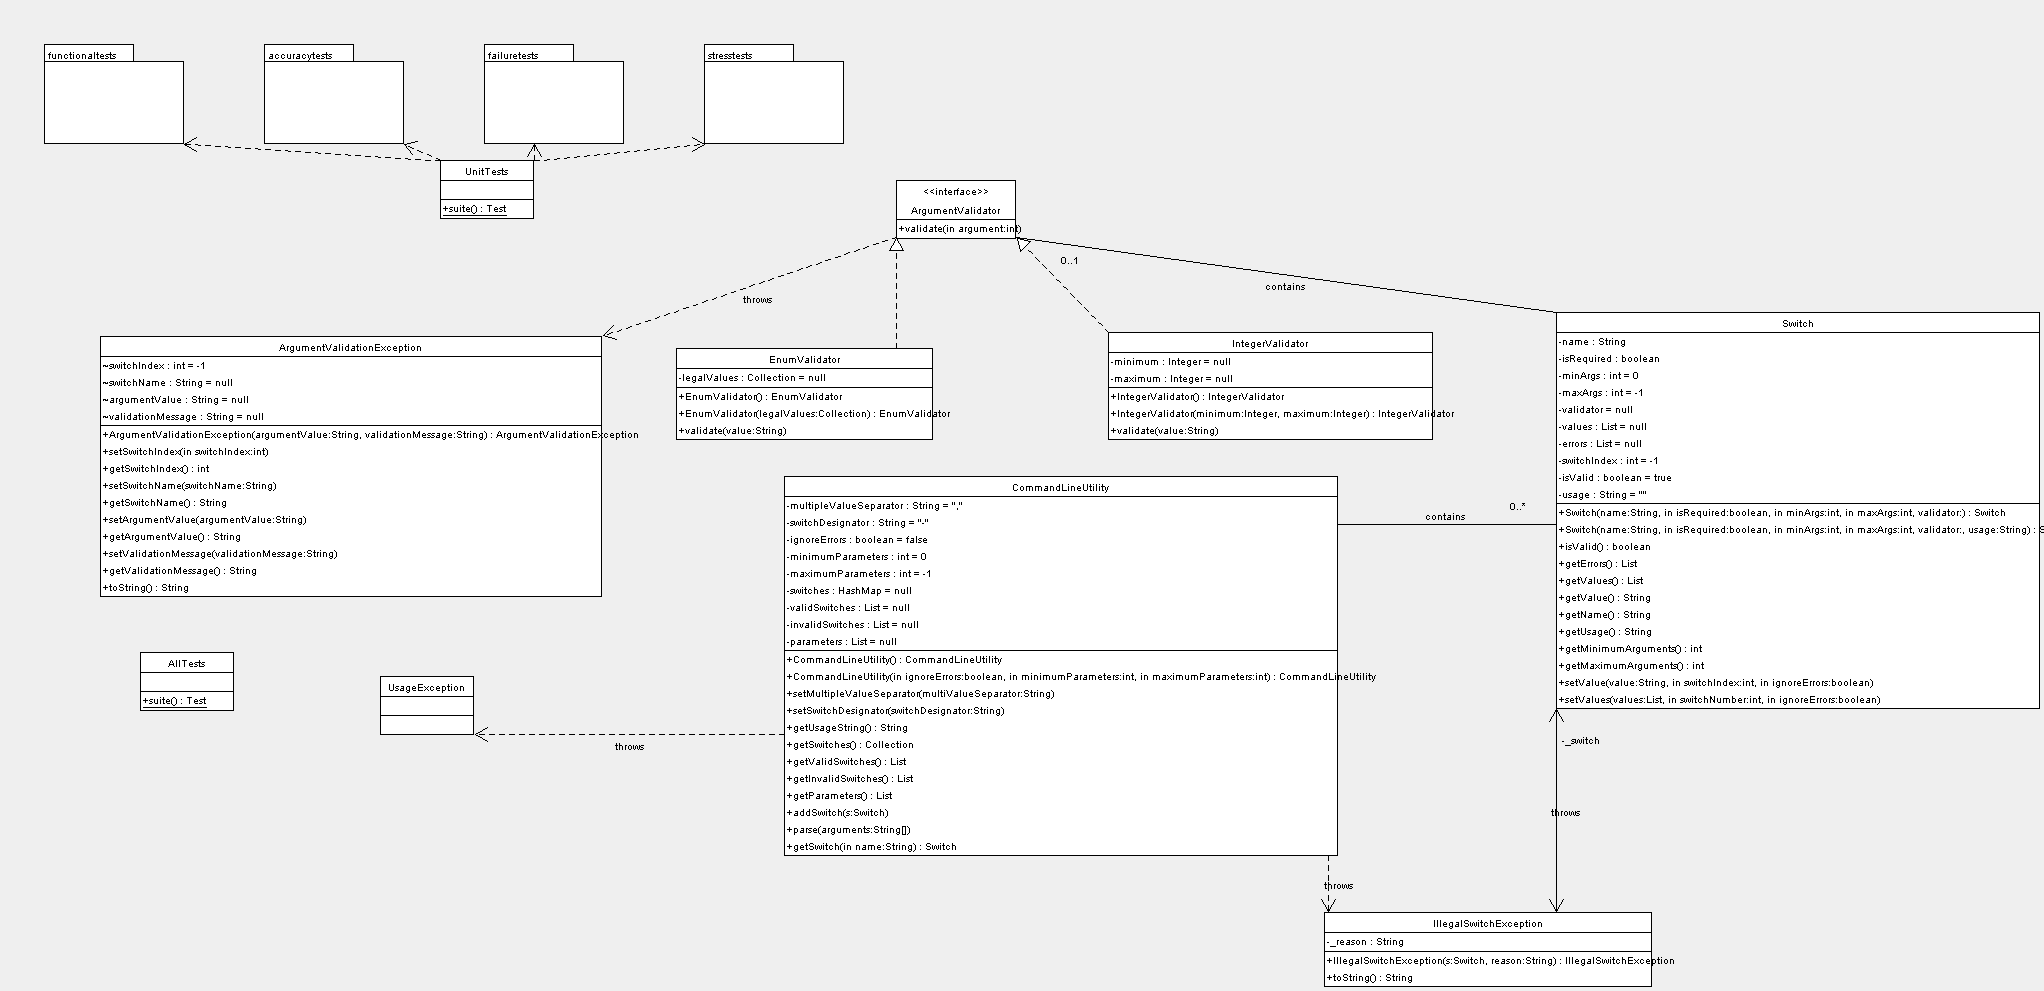 functionaltests
accuracytests
failuretests
stresstests
UnitTests
+suite() : Test
<<interface>>
ArgumentValidator
+validate(in argument:int)
0..1
contains
throws
ArgumentValidationException
~switchIndex : int = -1
~switchName : String = null
~argumentValue : String = null
~validationMessage : String = null
+ArgumentValidationException(argumentValue:String, validationMessage:String) : ArgumentValidationException
+setSwitchIndex(in switchIndex:int)
+getSwitchIndex() : int
+setSwitchName(switchName:String)
+getSwitchName() : String
+setArgumentValue(argumentValue:String)
+getArgumentValue() : String
+setValidationMessage(validationMessage:String)
+getValidationMessage() : String
+toString() : String
EnumValidator
-legalValues : Collection = null
+EnumValidator() : EnumValidator
+EnumValidator(legalValues:Collection) : EnumValidator
+validate(value:String)
IntegerValidator
-minimum : Integer = null
-maximum : Integer = null
+IntegerValidator() : IntegerValidator
+IntegerValidator(minimum:Integer, maximum:Integer) : IntegerValidator
+validate(value:String)
Switch
-name : String
-isRequired : boolean
-minArgs : int = 0
-maxArgs : int = -1
-validator = null
-values : List = null
-errors : List = null
-switchIndex : int = -1
-isValid : boolean = true
-usage : String = ""
+Switch(name:String, in isRequired:boolean, in minArgs:int, in maxArgs:int, validator:) : Switch
+Switch(name:String, in isRequired:boolean, in minArgs:int, in maxArgs:int, validator:, usage:String) : S
+isValid() : boolean
+getErrors() : List
+getValues() : List
+getValue() : String
+getName() : String
+getUsage() : String
+getMinimumArguments() : int
+getMaximumArguments() : int
+setValue(value:String, in switchIndex:int, in ignoreErrors:boolean)
+setValues(values:List, in switchNumber:int, in ignoreErrors:boolean)
CommandLineUtility
-multipleValueSeparator : String = ","
-switchDesignator : String = "-"
-ignoreErrors : boolean = false
-minimumParameters : int = 0
-maximumParameters : int = -1
-switches : HashMap = null
-validSwitches : List = null
-invalidSwitches : List = null
-parameters : List = null
+CommandLineUtility() : CommandLineUtility
+CommandLineUtility(in ignoreErrors:boolean, in minimumParameters:int, in maximumParameters:int) : CommandLineUtility
+setMultipleValueSeparator(multiValueSeparator:String)
+setSwitchDesignator(switchDesignator:String)
+getUsageString() : String
+getSwitches() : Collection
+getValidSwitches() : List
+getInvalidSwitches() : List
+getParameters() : List
+addSwitch(s:Switch)
+parse(arguments:String[])
+getSwitch(in name:String) : Switch
0..*
contains
AllTests
+suite() : Test
UsageException
throws
-_switch
throws
throws
IllegalSwitchException
-_reason : String
+IllegalSwitchException(s:Switch, reason:String) : IllegalSwitchException
+toString() : String